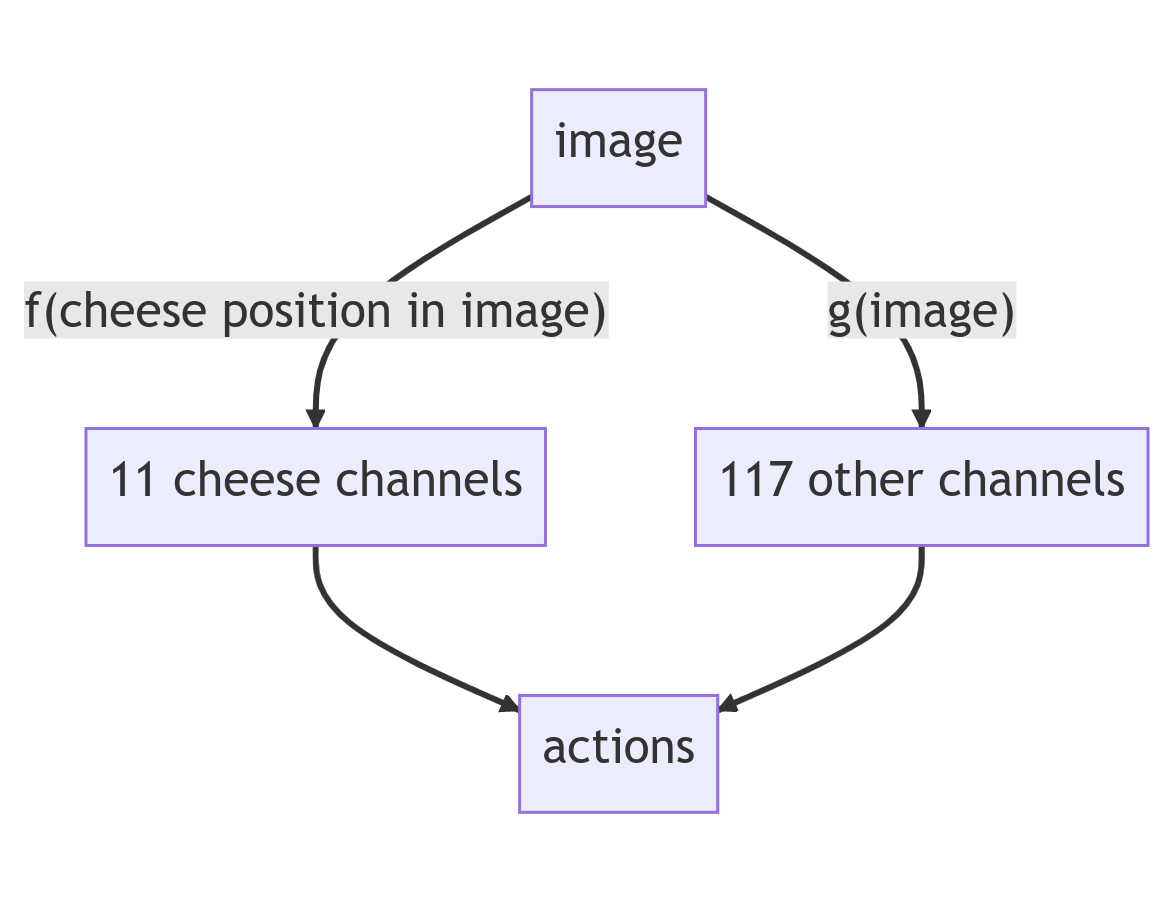 image
f(cheese position in image)
g(image)
11 cheese channels
117 other channels
actions